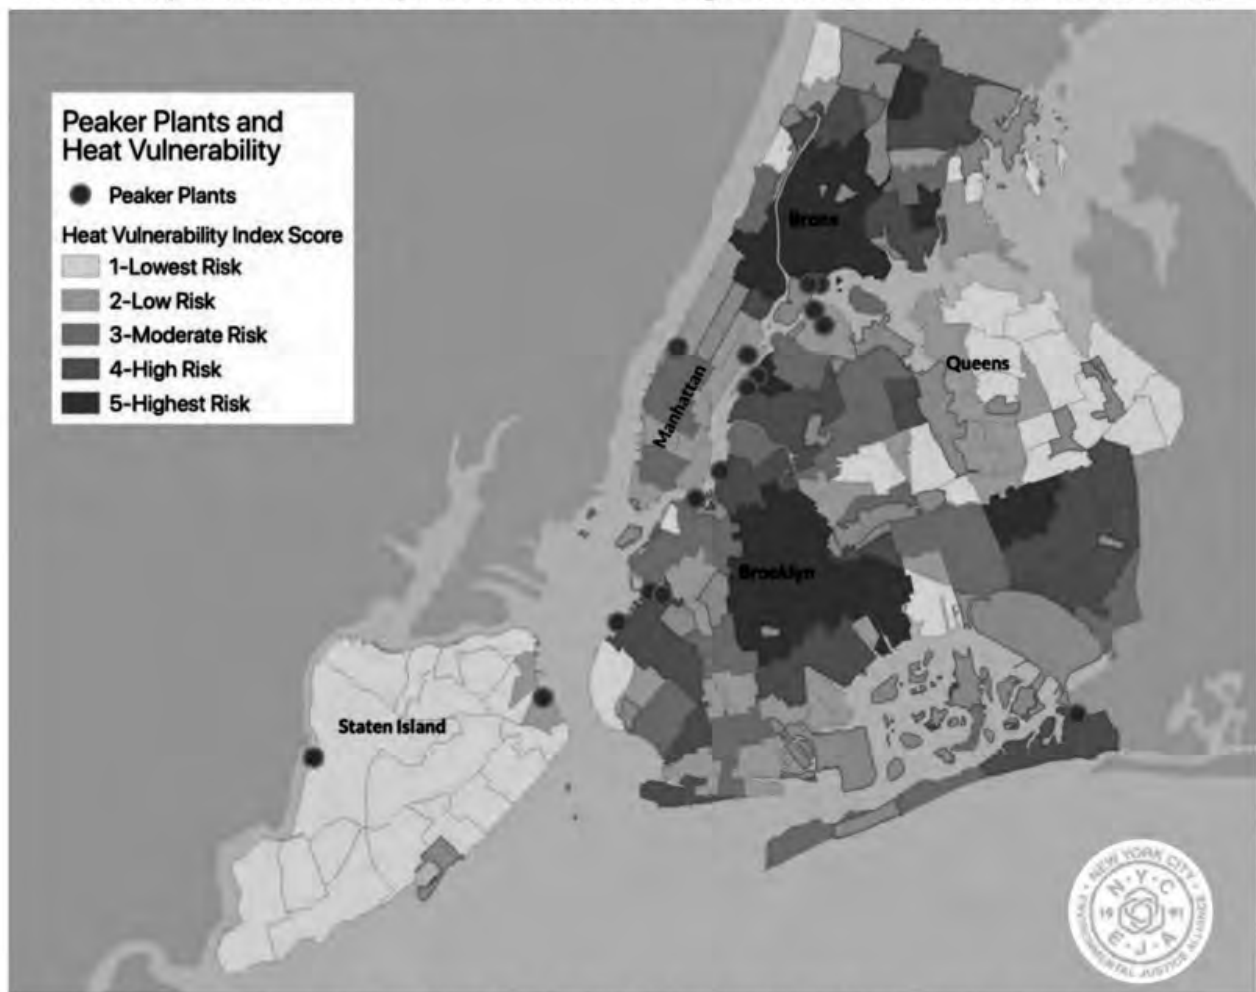 Peaker Plants and
Heat Vulnerability
Peaker Plants
Heat Vulnerability Index Score
1-Lowest Risk
2-Low Risk
3-Moderate Risk
4-High Risk
5-Highest Risk
Bronx
Queens
Manhattan
Brooklyn
Staten Island
NEW YORK CITY
ENVIRONMENTAL JUSTICE ALLIANCE
N·Y·C
19 91
E·J·A